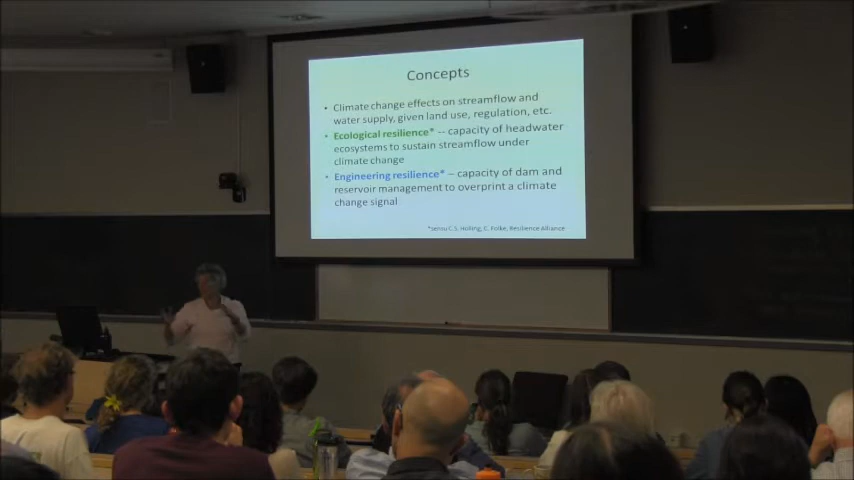 Concepts
• Climate change effects on streamflow and
water supply, given land use, regulation, etc.
• Ecological resilience* -- capacity of headwater
ecosystems to sustain streamflow under
climate change
• Engineering resilience* – capacity of dam and
reservoir management to overprint a climate
change signal
*sensu C.S. Holling, C. Folke, Resilience Alliance